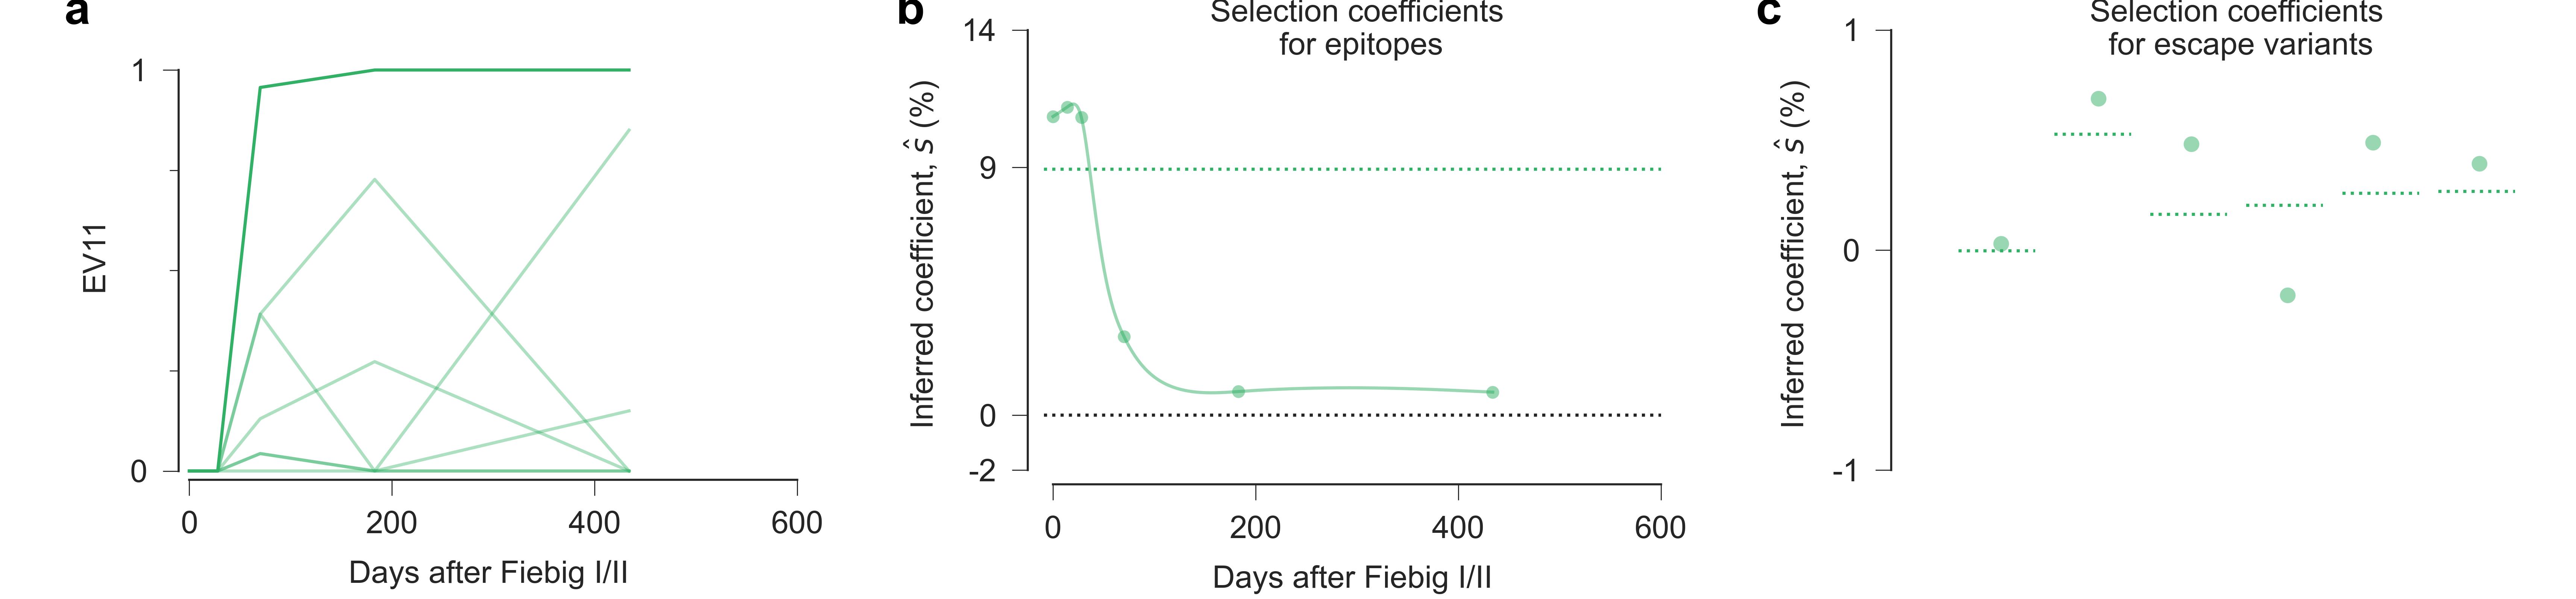 a
1
0
EV11
0 200 400 600
Days after Fiebig I/II
b
Selection coefficients
for epitopes
14
9
0
-2
Inferred coefficient, ŝ (%)
0 200 400 600
Days after Fiebig I/II
c
Selection coefficients
for escape variants
1
0
-1
Inferred coefficient, ŝ (%)